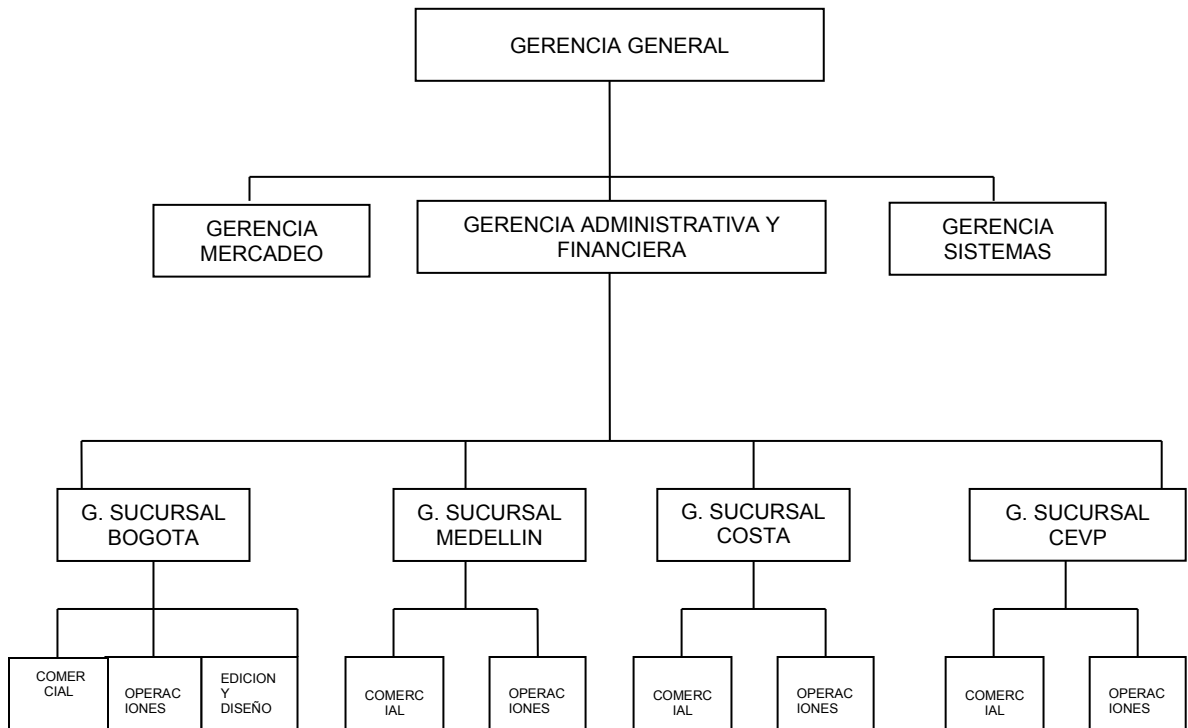 GERENCIA GENERAL
GERENCIA
MERCADEO
GERENCIA ADMINISTRATIVA Y
FINANCIERA
GERENCIA
SISTEMAS
G. SUCURSAL
BOGOTA
G. SUCURSAL
MEDELLIN
G. SUCURSAL
COSTA
G. SUCURSAL
CEVP
COMER
CIAL
OPERAC
IONES
EDICION
Y
DISEÑO
COMERC
IAL
OPERAC
IONES
COMERC
IAL
OPERAC
IONES
COMERC
IAL
OPERAC
IONES